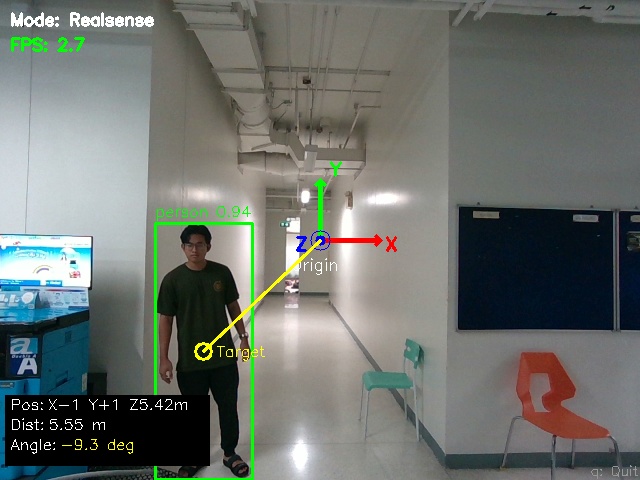 Mode: Realsense
FPS: 2.7
Y
person 0.94
Z
X
Origin
Target
a
A
Pos: X-1 Y+1 Z5.42m
Dist: 5.55 m
Angle: -9.3 deg
q: Quit